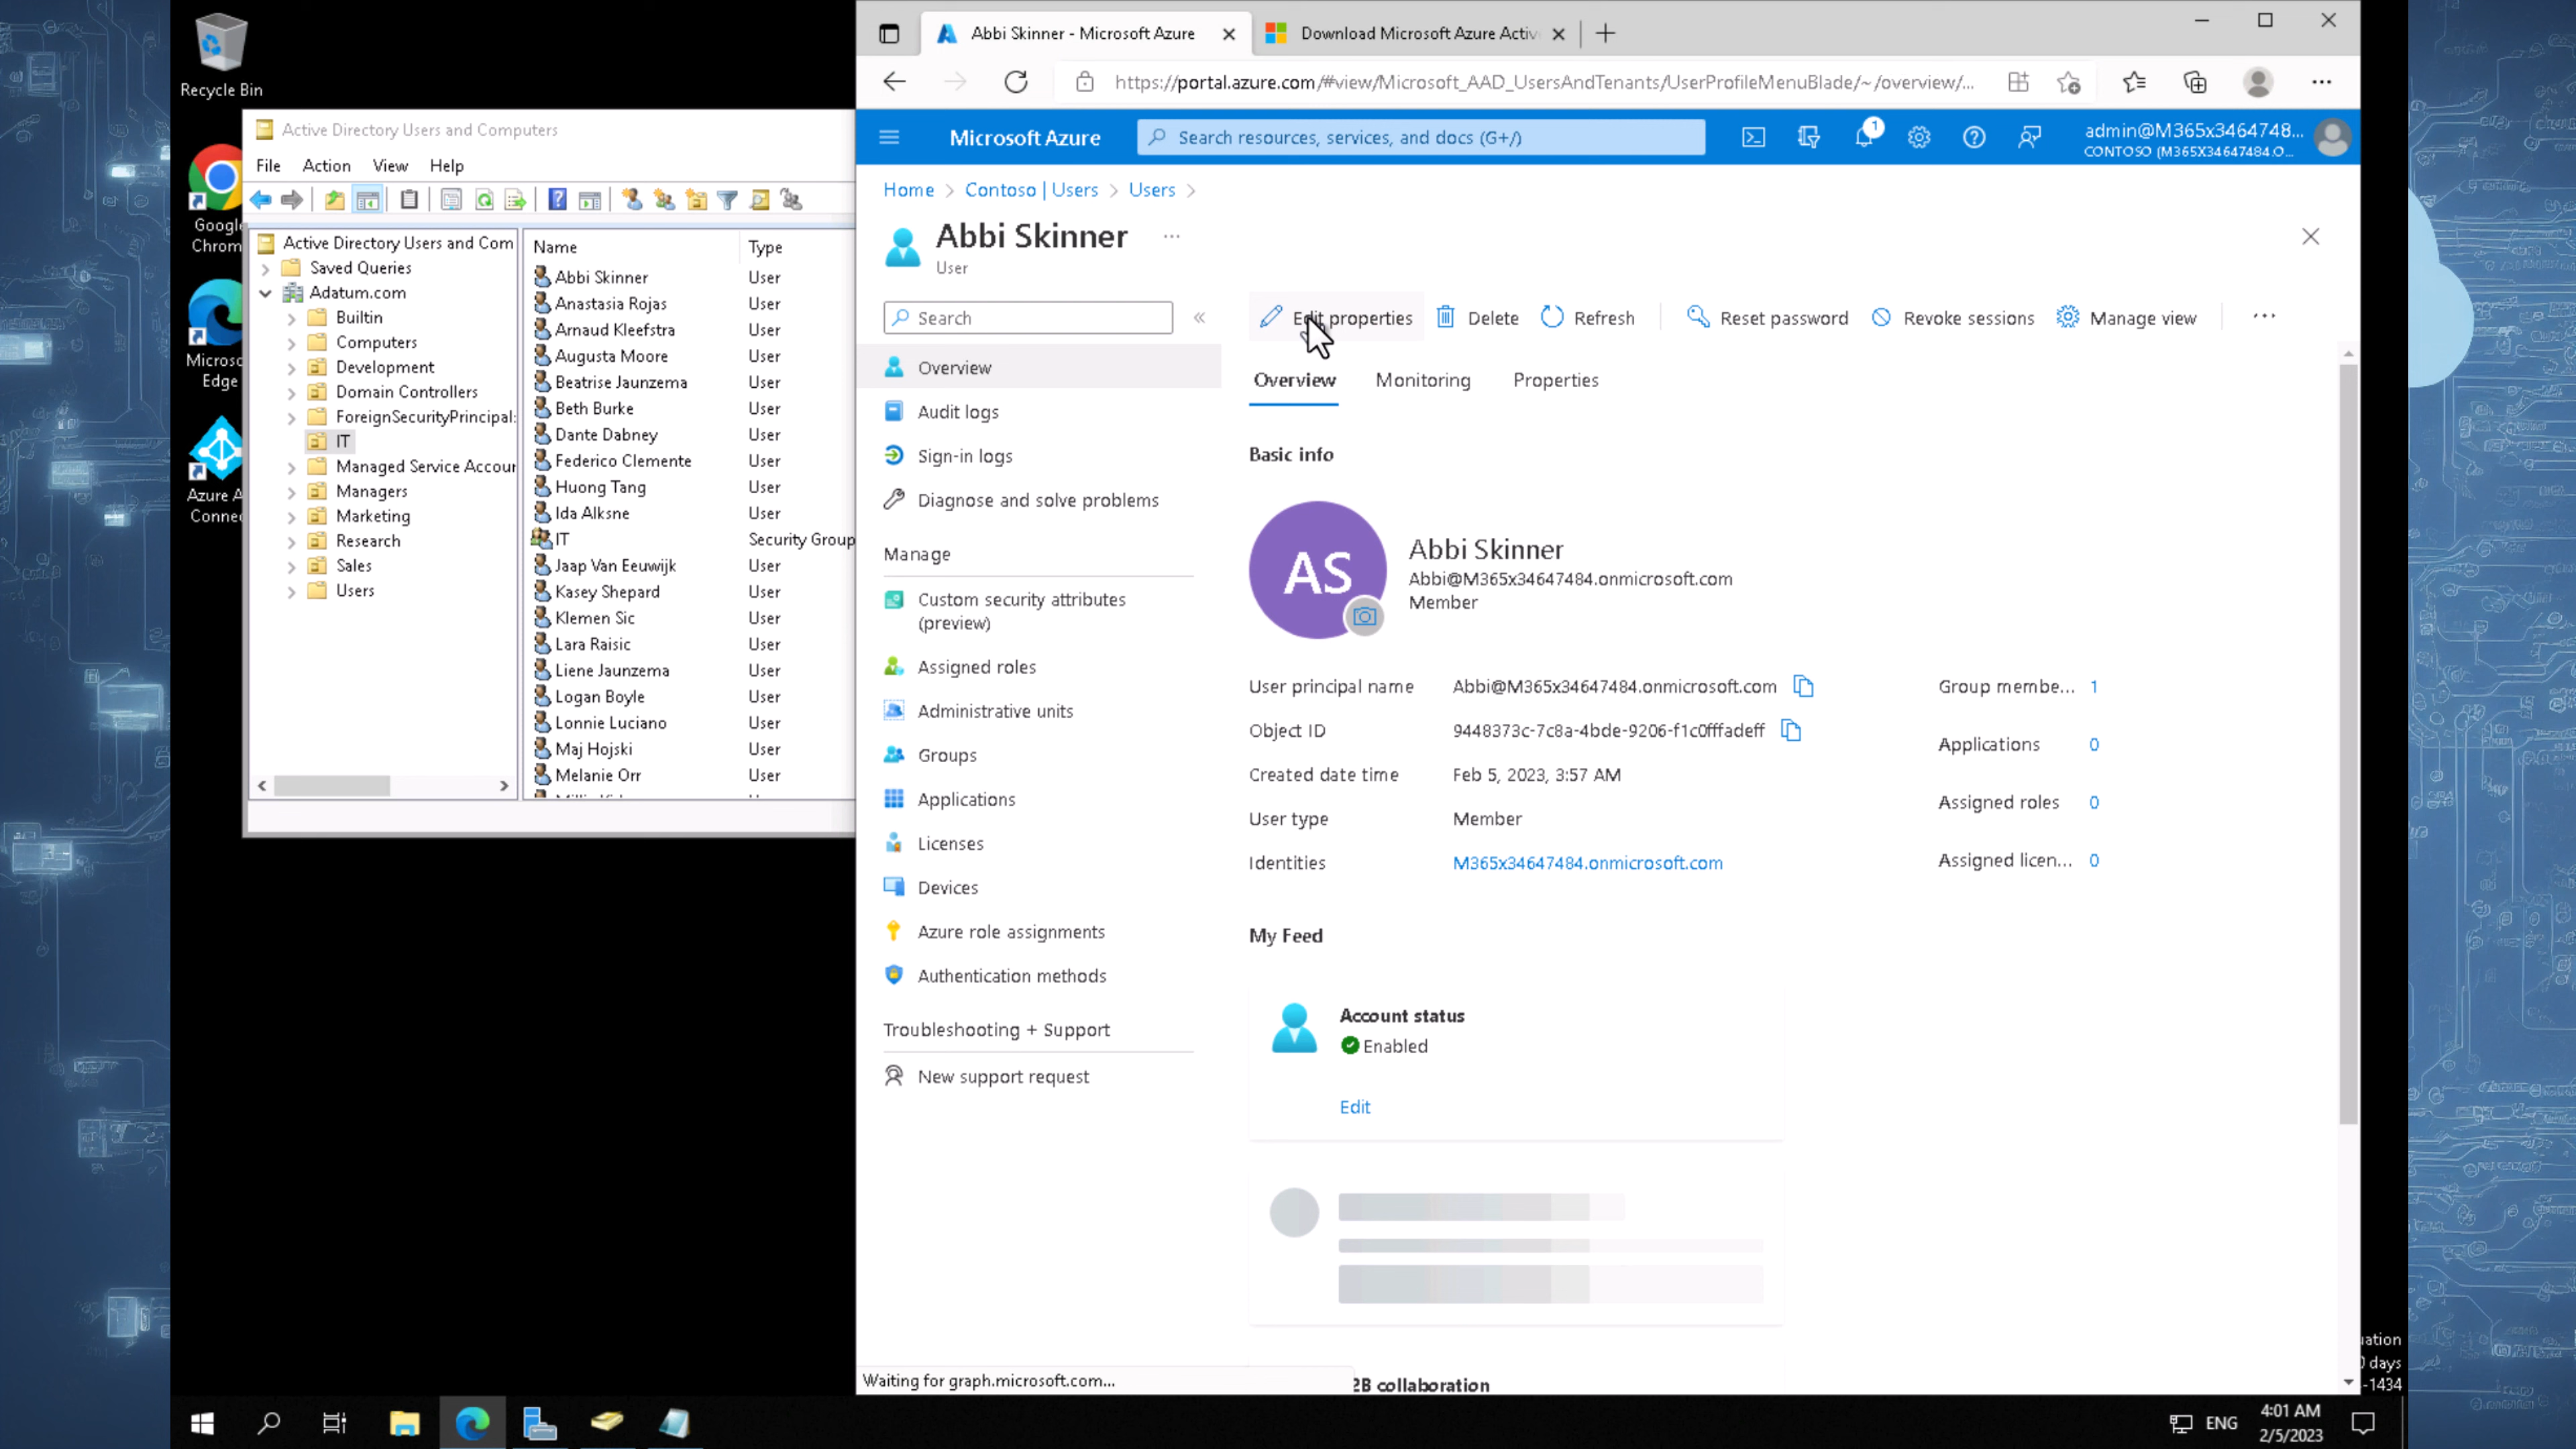 Recycle Bin
Google
Chrom
Microso
Edge
Azure A
Connec
Active Directory Users and Computers
File Action View Help
Active Directory Users and Com
Saved Queries
Adatum.com
Builtin
Computers
Development
Domain Controllers
ForeignSecurityPrincipal:
IT
Managed Service Accour
Managers
Marketing
Research
Sales
Users
Name Type
Abbi Skinner User
Anastasia Rojas User
Arnaud Kleefstra User
Augusta Moore User
Beatrise Jaunzema User
Beth Burke User
Dante Dabney User
Federico Clemente User
Huong Tang User
Ida Alksne User
IT Security Group
Jaap Van Eeuwijk User
Kasey Shepard User
Klemen Sic User
Lara Raisic User
Liene Jaunzema User
Logan Boyle User
Lonnie Luciano User
Maj Hojski User
Melanie Orr User
Abbi Skinner - Microsoft Azure
Download Microsoft Azure Activ
https://portal.azure.com/#view/Microsoft_AAD_UsersAndTenants/UserProfileMenuBlade/~/overview/...
Microsoft Azure
Search resources, services, and docs (G+/)
1
admin@M365x3464748...
CONTOSO (M365X34647484.O...
Home > Contoso | Users > Users >
Abbi Skinner ...
User
Search «
Overview
Audit logs
Sign-in logs
Diagnose and solve problems
Manage
Custom security attributes
(preview)
Assigned roles
Administrative units
Groups
Applications
Licenses
Devices
Azure role assignments
Authentication methods
Troubleshooting + Support
New support request
Edit properties Delete Refresh Reset password Revoke sessions Manage view ...
Overview Monitoring Properties
Basic info
AS
Abbi Skinner
Abbi@M365x34647484.onmicrosoft.com
Member
User principal name Abbi@M365x34647484.onmicrosoft.com
Object ID 9448373c-7c8a-4bde-9206-f1c0fffadeff
Created date time Feb 5, 2023, 3:57 AM
User type Member
Identities M365x34647484.onmicrosoft.com
Group membe... 1
Applications 0
Assigned roles 0
Assigned licen... 0
My Feed
Account status
Enabled
Edit
2B collaboration
Waiting for graph.microsoft.com...
uation
0 days
-1434
ENG
4:01 AM
2/5/2023